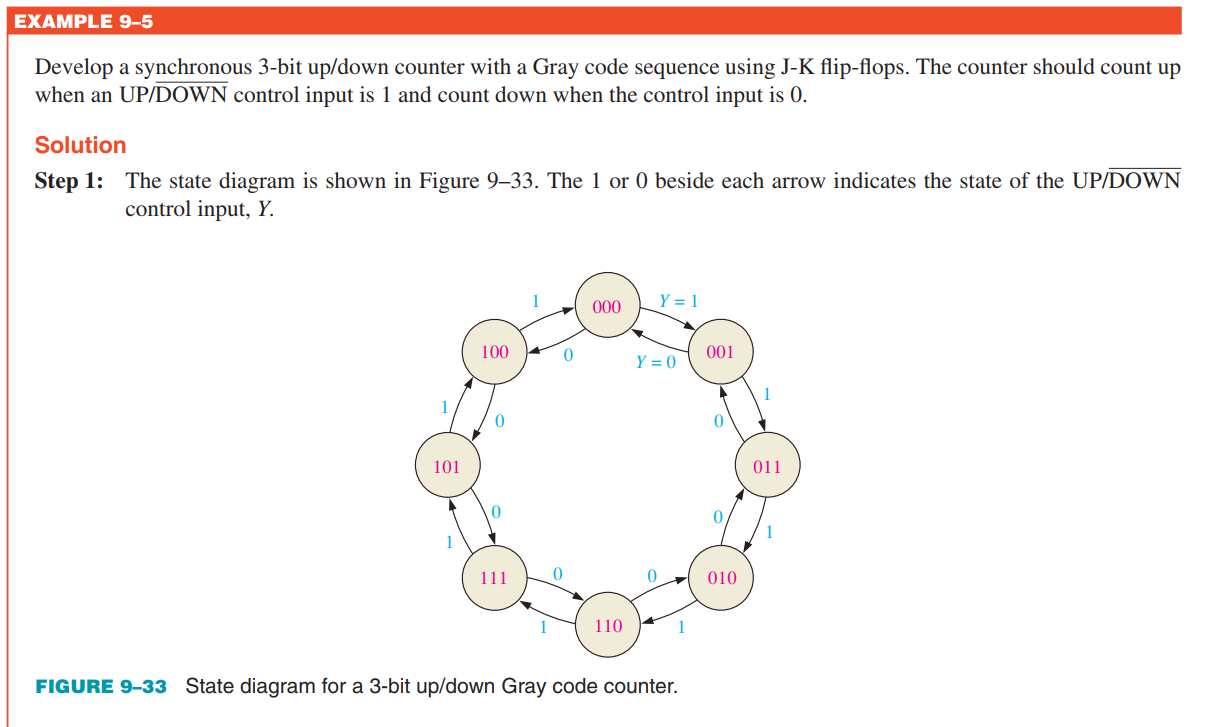 EXAMPLE 9–5
Develop a synchronous 3-bit up/down counter with a Gray code sequence using J-K flip-flops. The counter should count up
when an UP/DOWN control input is 1 and count down when the control input is 0.
Solution
Step 1: The state diagram is shown in Figure 9–33. The 1 or 0 beside each arrow indicates the state of the UP/DOWN
control input, Y.
1 000 Y = 1
100 0 Y = 0 001
1 0 0 1
101 011
0 0
1 1
111 0 0 010
1 110 1
FIGURE 9–33 State diagram for a 3-bit up/down Gray code counter.